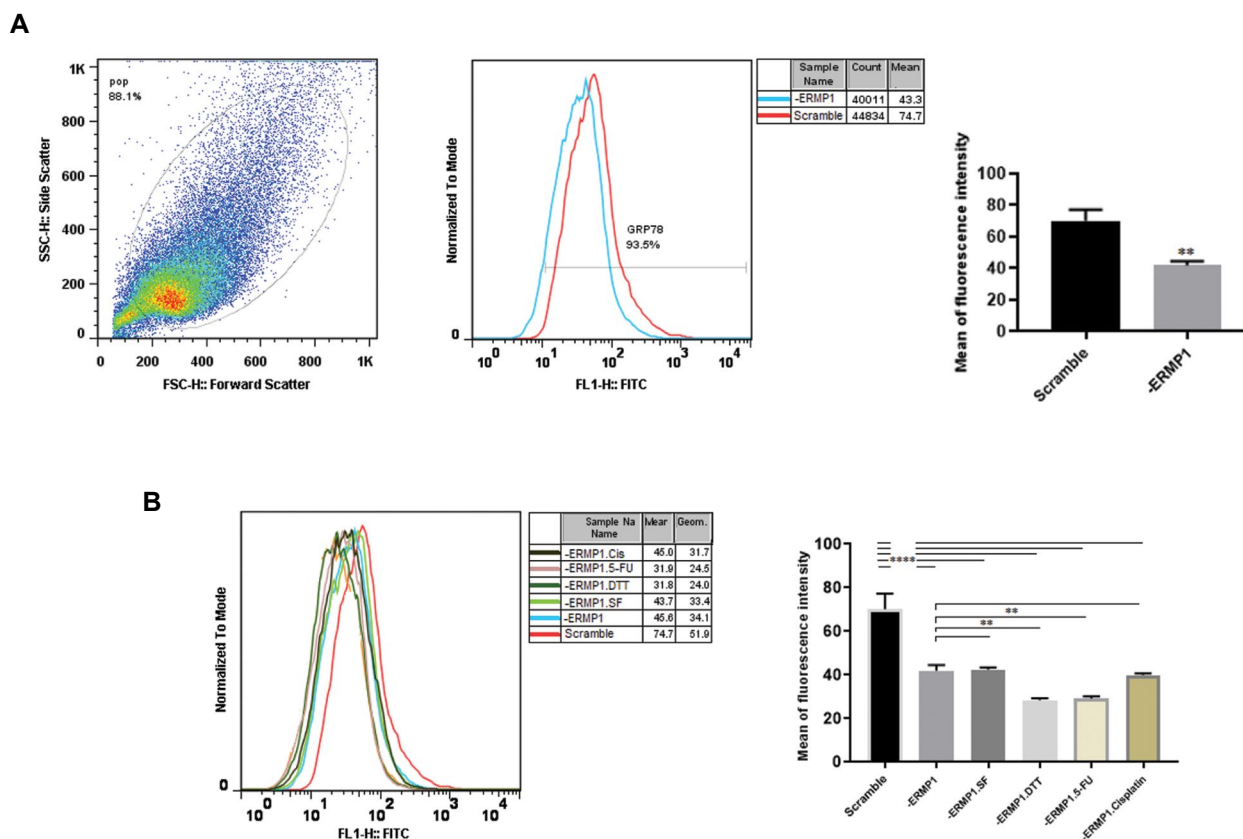 A
pop
88.1%
1K
800
600
400
200
0
SSC-H:: Side Scatter
200 400 600 800 1K
FSC-H:: Forward Scatter
Normalized To Mode
0
GRP78
93.5%
10^0 10^1 10^2 10^3 10^4
FL1-H:: FITC
Sample Name Count Mean
-ERMP1 40011 43.3
Scramble 44834 74.7
Mean of fluorescence intensity
100
80
60
40
20
0
**
Scramble
-ERMP1
B
Normalized To Mode
0
10^0 10^1 10^2 10^3 10^4
FL1-H:: FITC
Sample Na Mear Geom.
Name
-ERMP1.Cis 45.0 31.7
-ERMP1.5-FU 31.9 24.5
-ERMP1.DTT 31.8 24.0
-ERMP1.SF 43.7 33.4
-ERMP1 45.6 34.1
Scramble 74.7 51.9
Mean of fluorescence intensity
100
80
60
40
20
0
****
**
**
Scramble
-ERMP1
-ERMP1.SF
-ERMP1.DTT
-ERMP1.5-FU
-ERMP1.Cisplatin